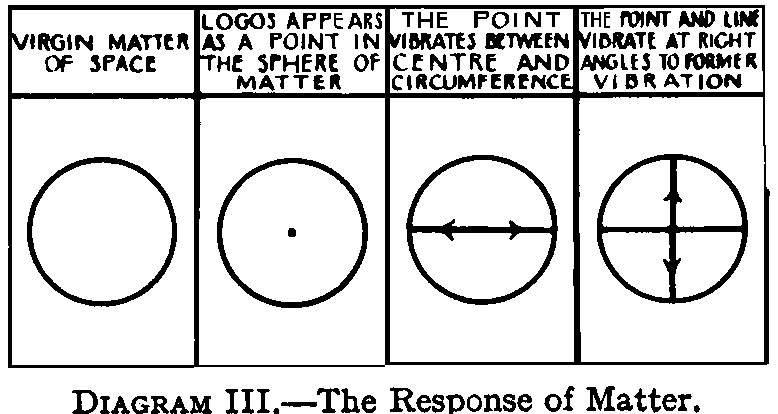 VIRGIN MATTER
OF SPACE
LOGOS APPEARS
AS A POINT IN
THE SPHERE OF
MATTER
THE POINT
VIBRATES BETWEEN
CENTRE AND
CIRCUMFERENCE
THE POINT AND LINE
VIBRATE AT RIGHT
ANGLES TO FORMER
VIBRATION
DIAGRAM III.—The Response of Matter.